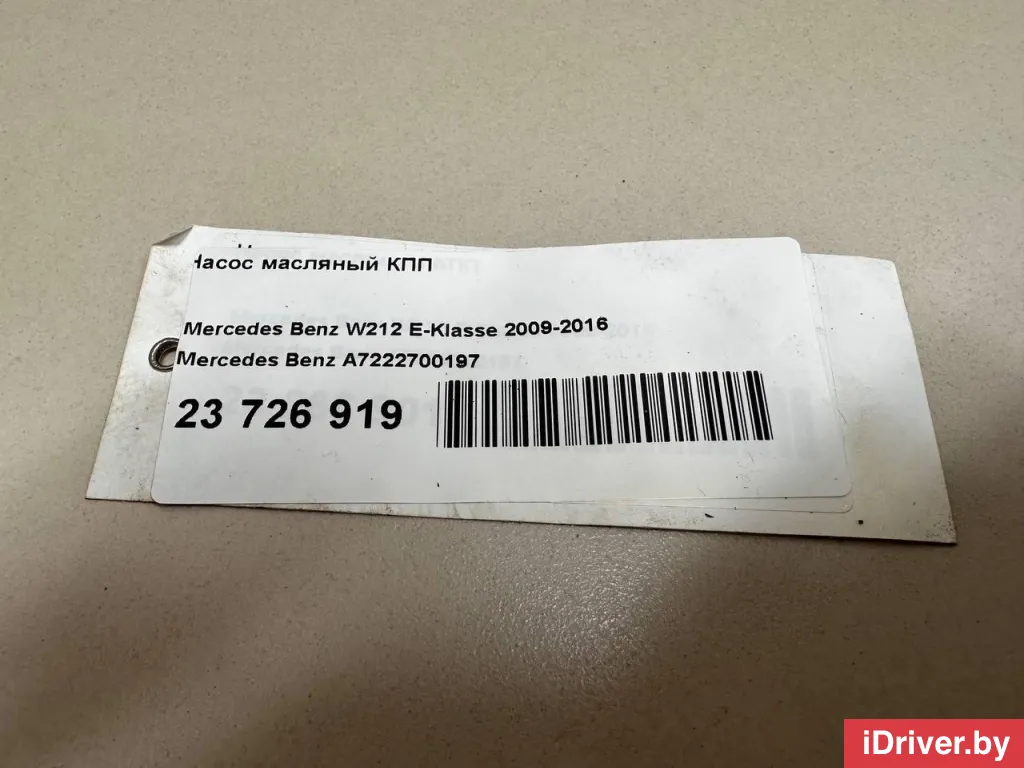 Насос масляный КПП
Mercedes Benz W212 E-Klasse 2009-2016
Mercedes Benz A7222700197
23 726 919
iDriver.by